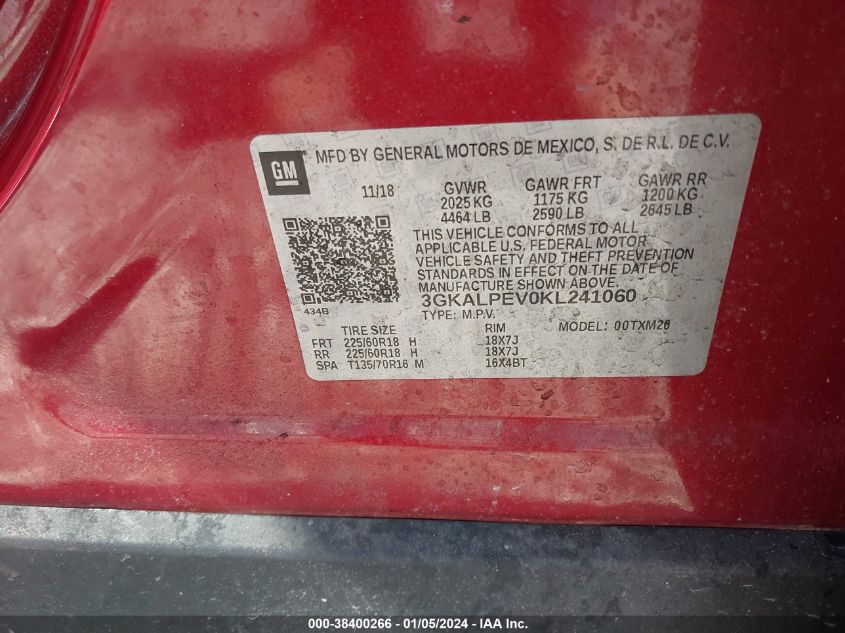 GM
MFD BY GENERAL MOTORS DE MEXICO, S. DE R.L. DE C.V.
11/18 GVWR GAWR FRT GAWR RR
2025 KG 1175 KG 1200 KG
4464 LB 2590 LB 2645 LB
THIS VEHICLE CONFORMS TO ALL
APPLICABLE U.S. FEDERAL MOTOR
VEHICLE SAFETY AND THEFT PREVENTION
STANDARDS IN EFFECT ON THE DATE OF
MANUFACTURE SHOWN ABOVE.
434B 3GKALPEV0KL241060
TYPE: M.P.V. MODEL: 00TXM26
TIRE SIZE RIM
FRT 225/60R18 H 18X7J
RR 225/60R18 H 18X7J
SPA T135/70R16 M 16X4BT
000-38400266 - 01/05/2024 - IAA Inc.